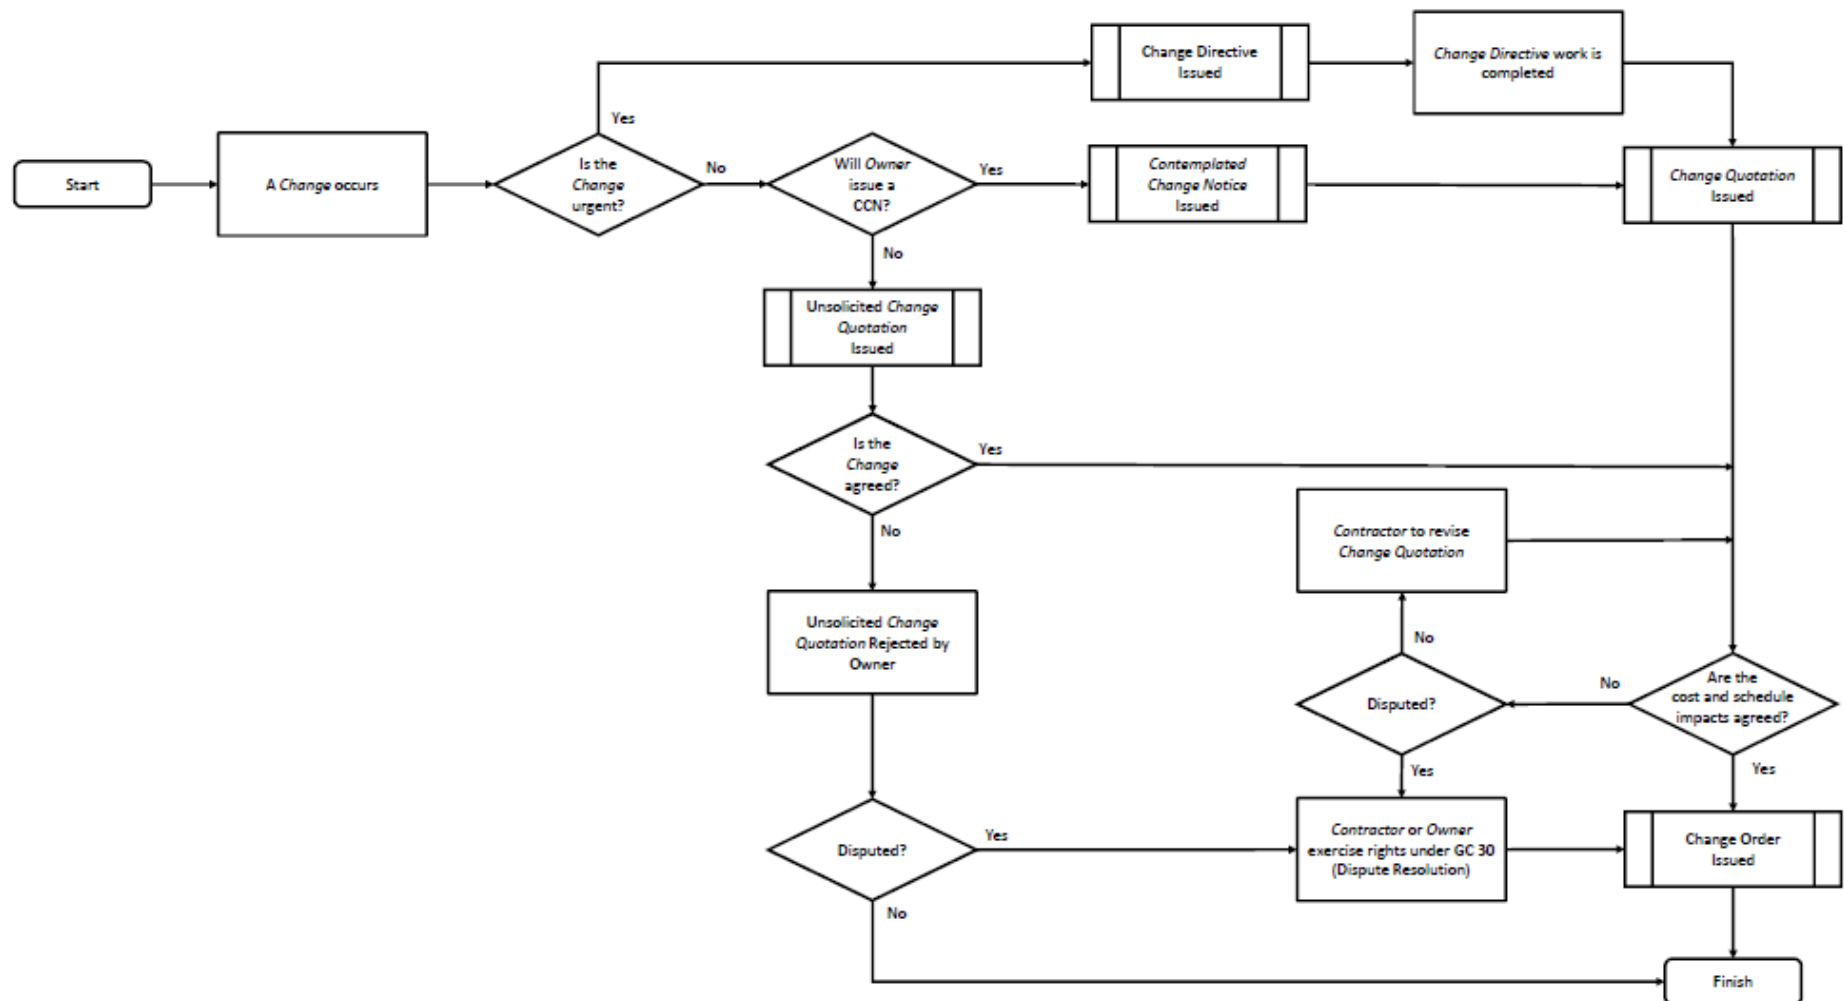 Change Directive
Issued
Change Directive work is
completed
Yes
Start
A Change occurs
Is the
Change
urgent?
No
Will Owner
issue a
CCN?
Yes
Contemplated
Change Notice
Issued
Change Quotation
Issued
No
Unsolicited Change
Quotation
Issued
Is the
Change
agreed?
Yes
No
Contractor to revise
Change Quotation
Unsolicited Change
Quotation Rejected by
Owner
No
Disputed?
No
Are the
cost and schedule
impacts agreed?
Yes
Yes
Disputed?
Yes
Contractor or Owner
exercise rights under GC 30
(Dispute Resolution)
Change Order
Issued
No
Finish